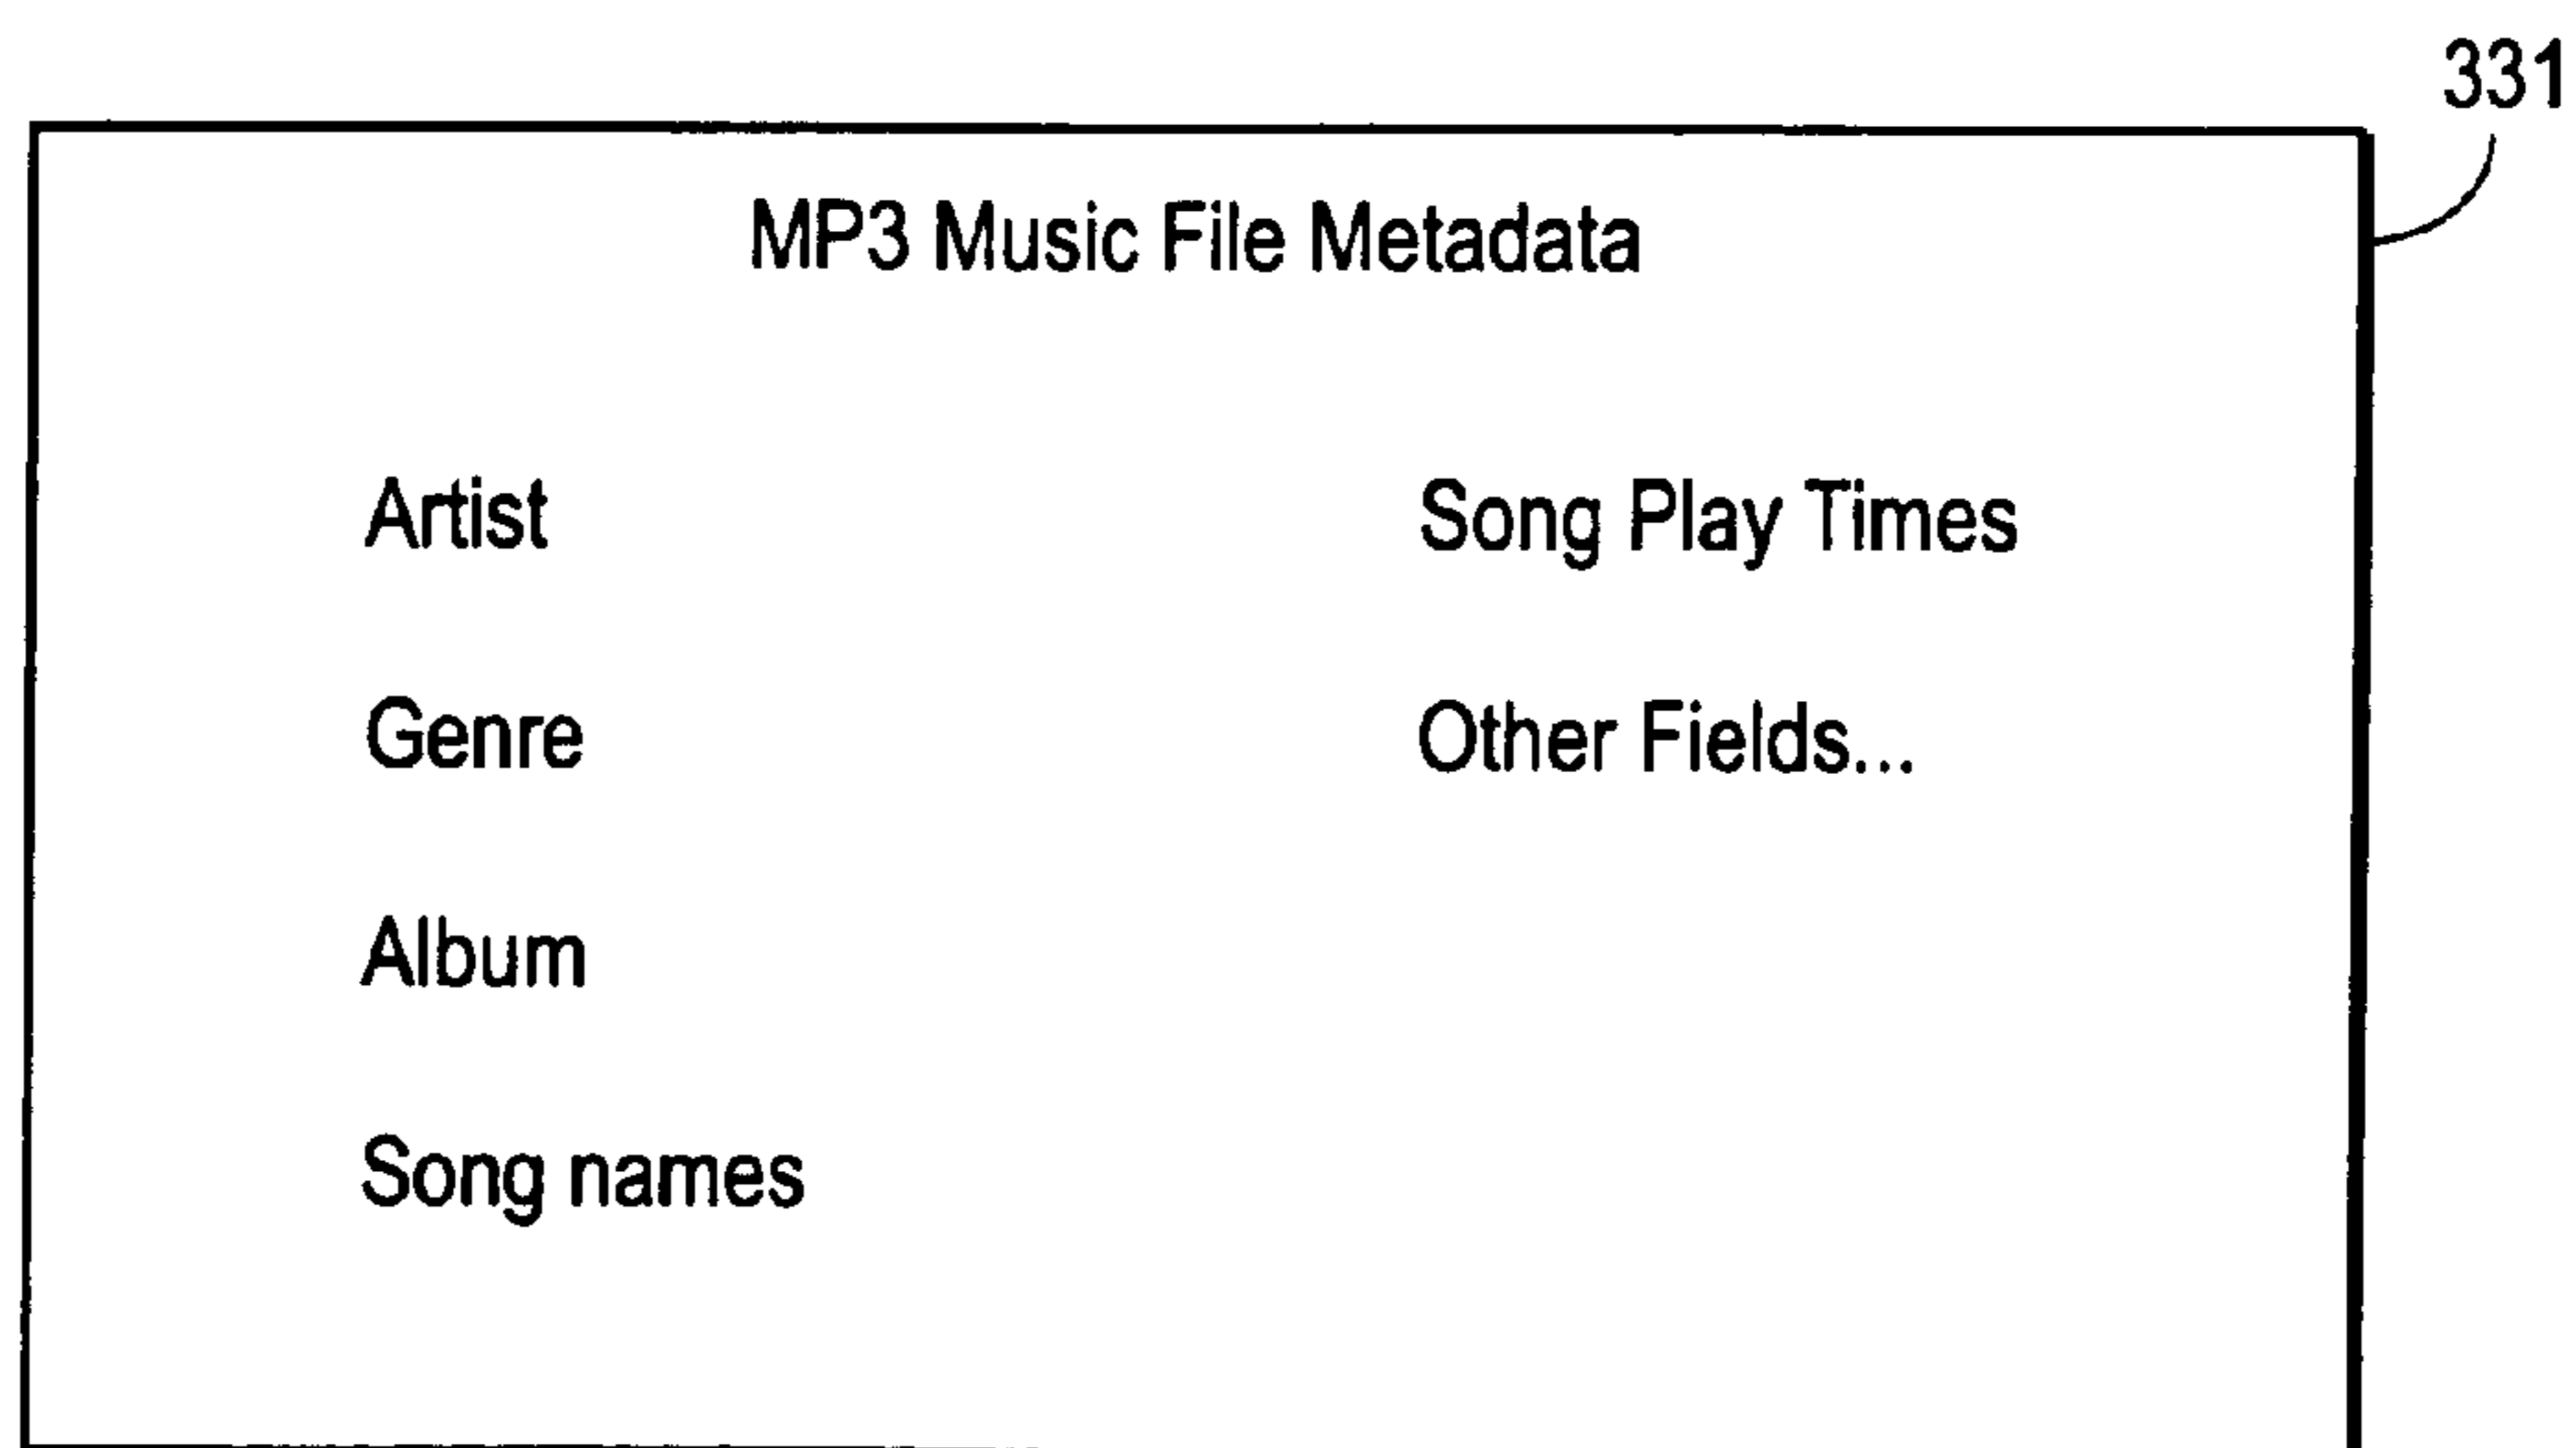 331
MP3 Music File Metadata
Artist
Song Play Times
Genre
Other Fields...
Album
Song names